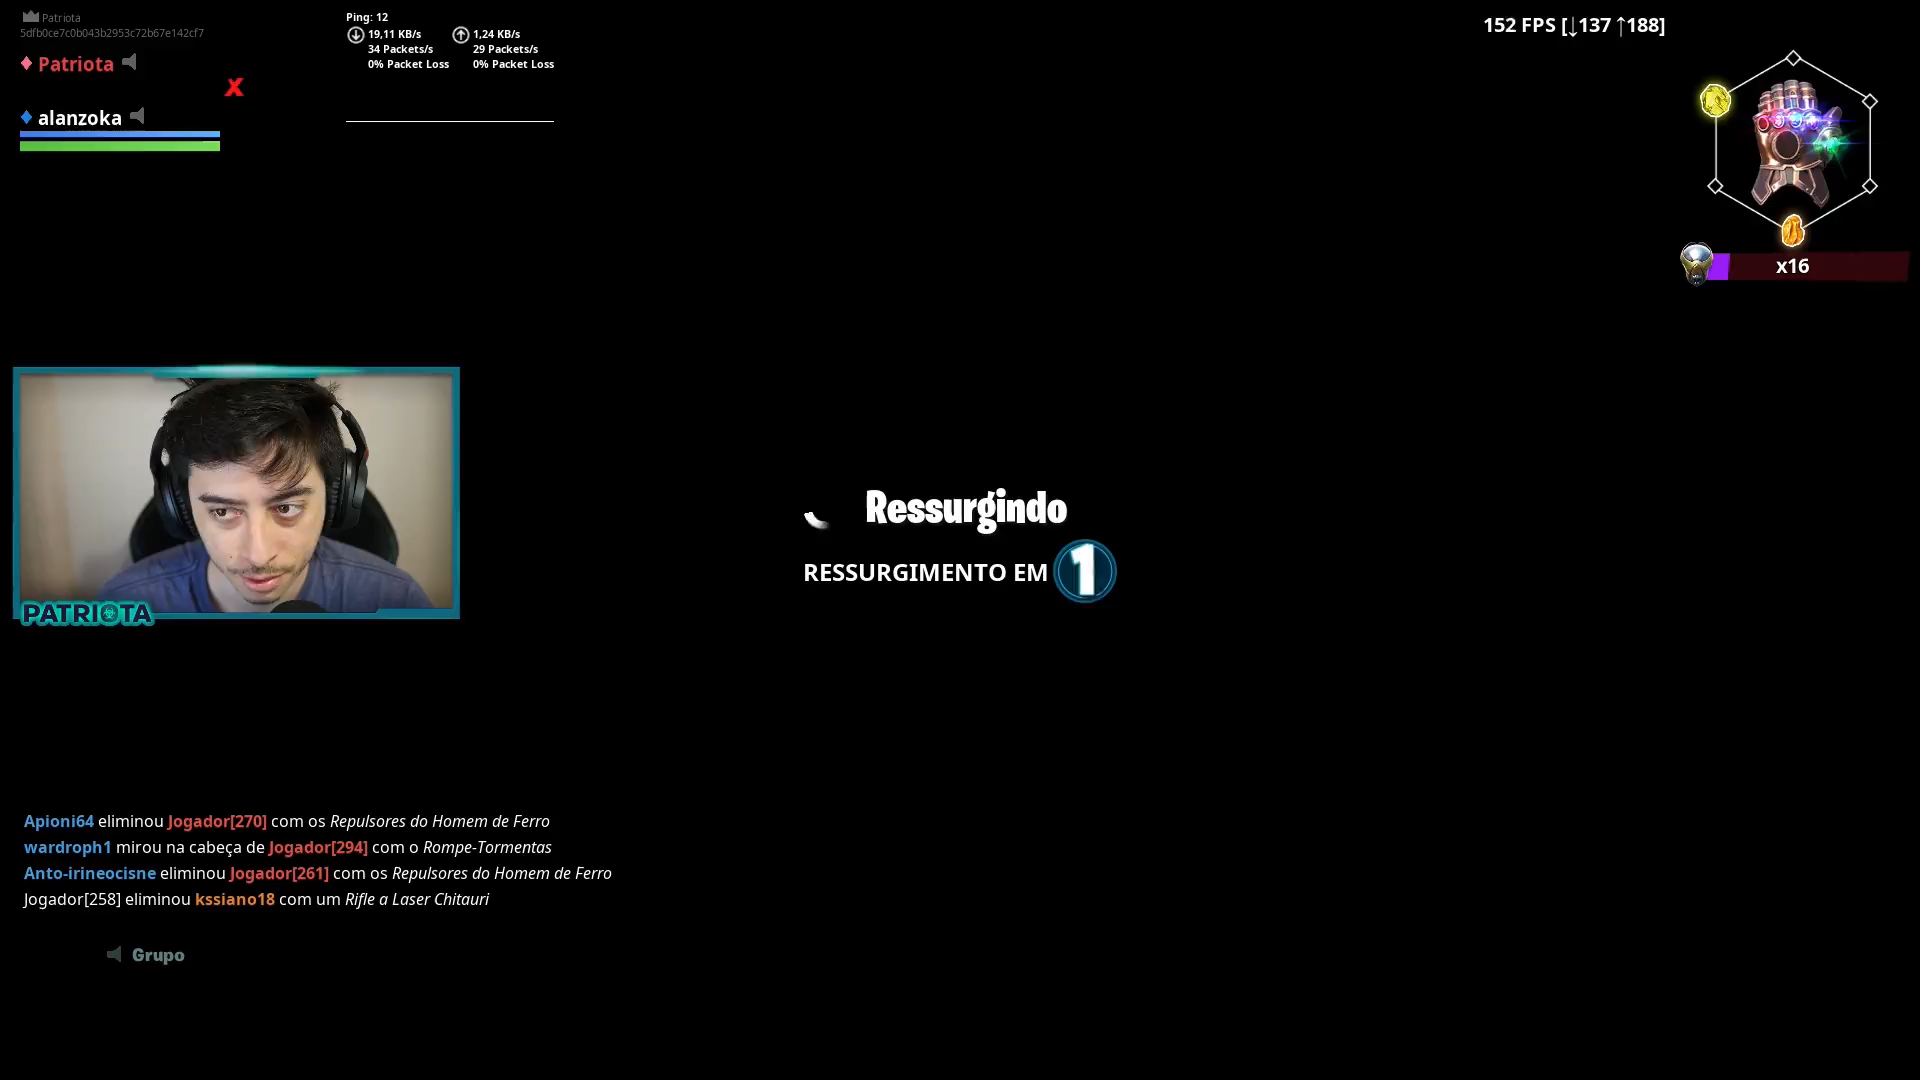 Patriota
5dfb0ce7c0b043b2953c72b67e142cf7
Patriota
X
alanzoka
Ping: 12
19,11 KB/s
34 Packets/s
0% Packet Loss
1,24 KB/s
29 Packets/s
0% Packet Loss
152 FPS [↓137 ↑188]
x16
PATRIOTA
Ressurgindo
RESSURGIMENTO EM 1
Apioni64 eliminou Jogador[270] com os Repulsores do Homem de Ferro
wardroph1 mirou na cabeça de Jogador[294] com o Rompe-Tormentas
Anto-irineocisne eliminou Jogador[261] com os Repulsores do Homem de Ferro
Jogador[258] eliminou kssiano18 com um Rifle a Laser Chitauri
Grupo